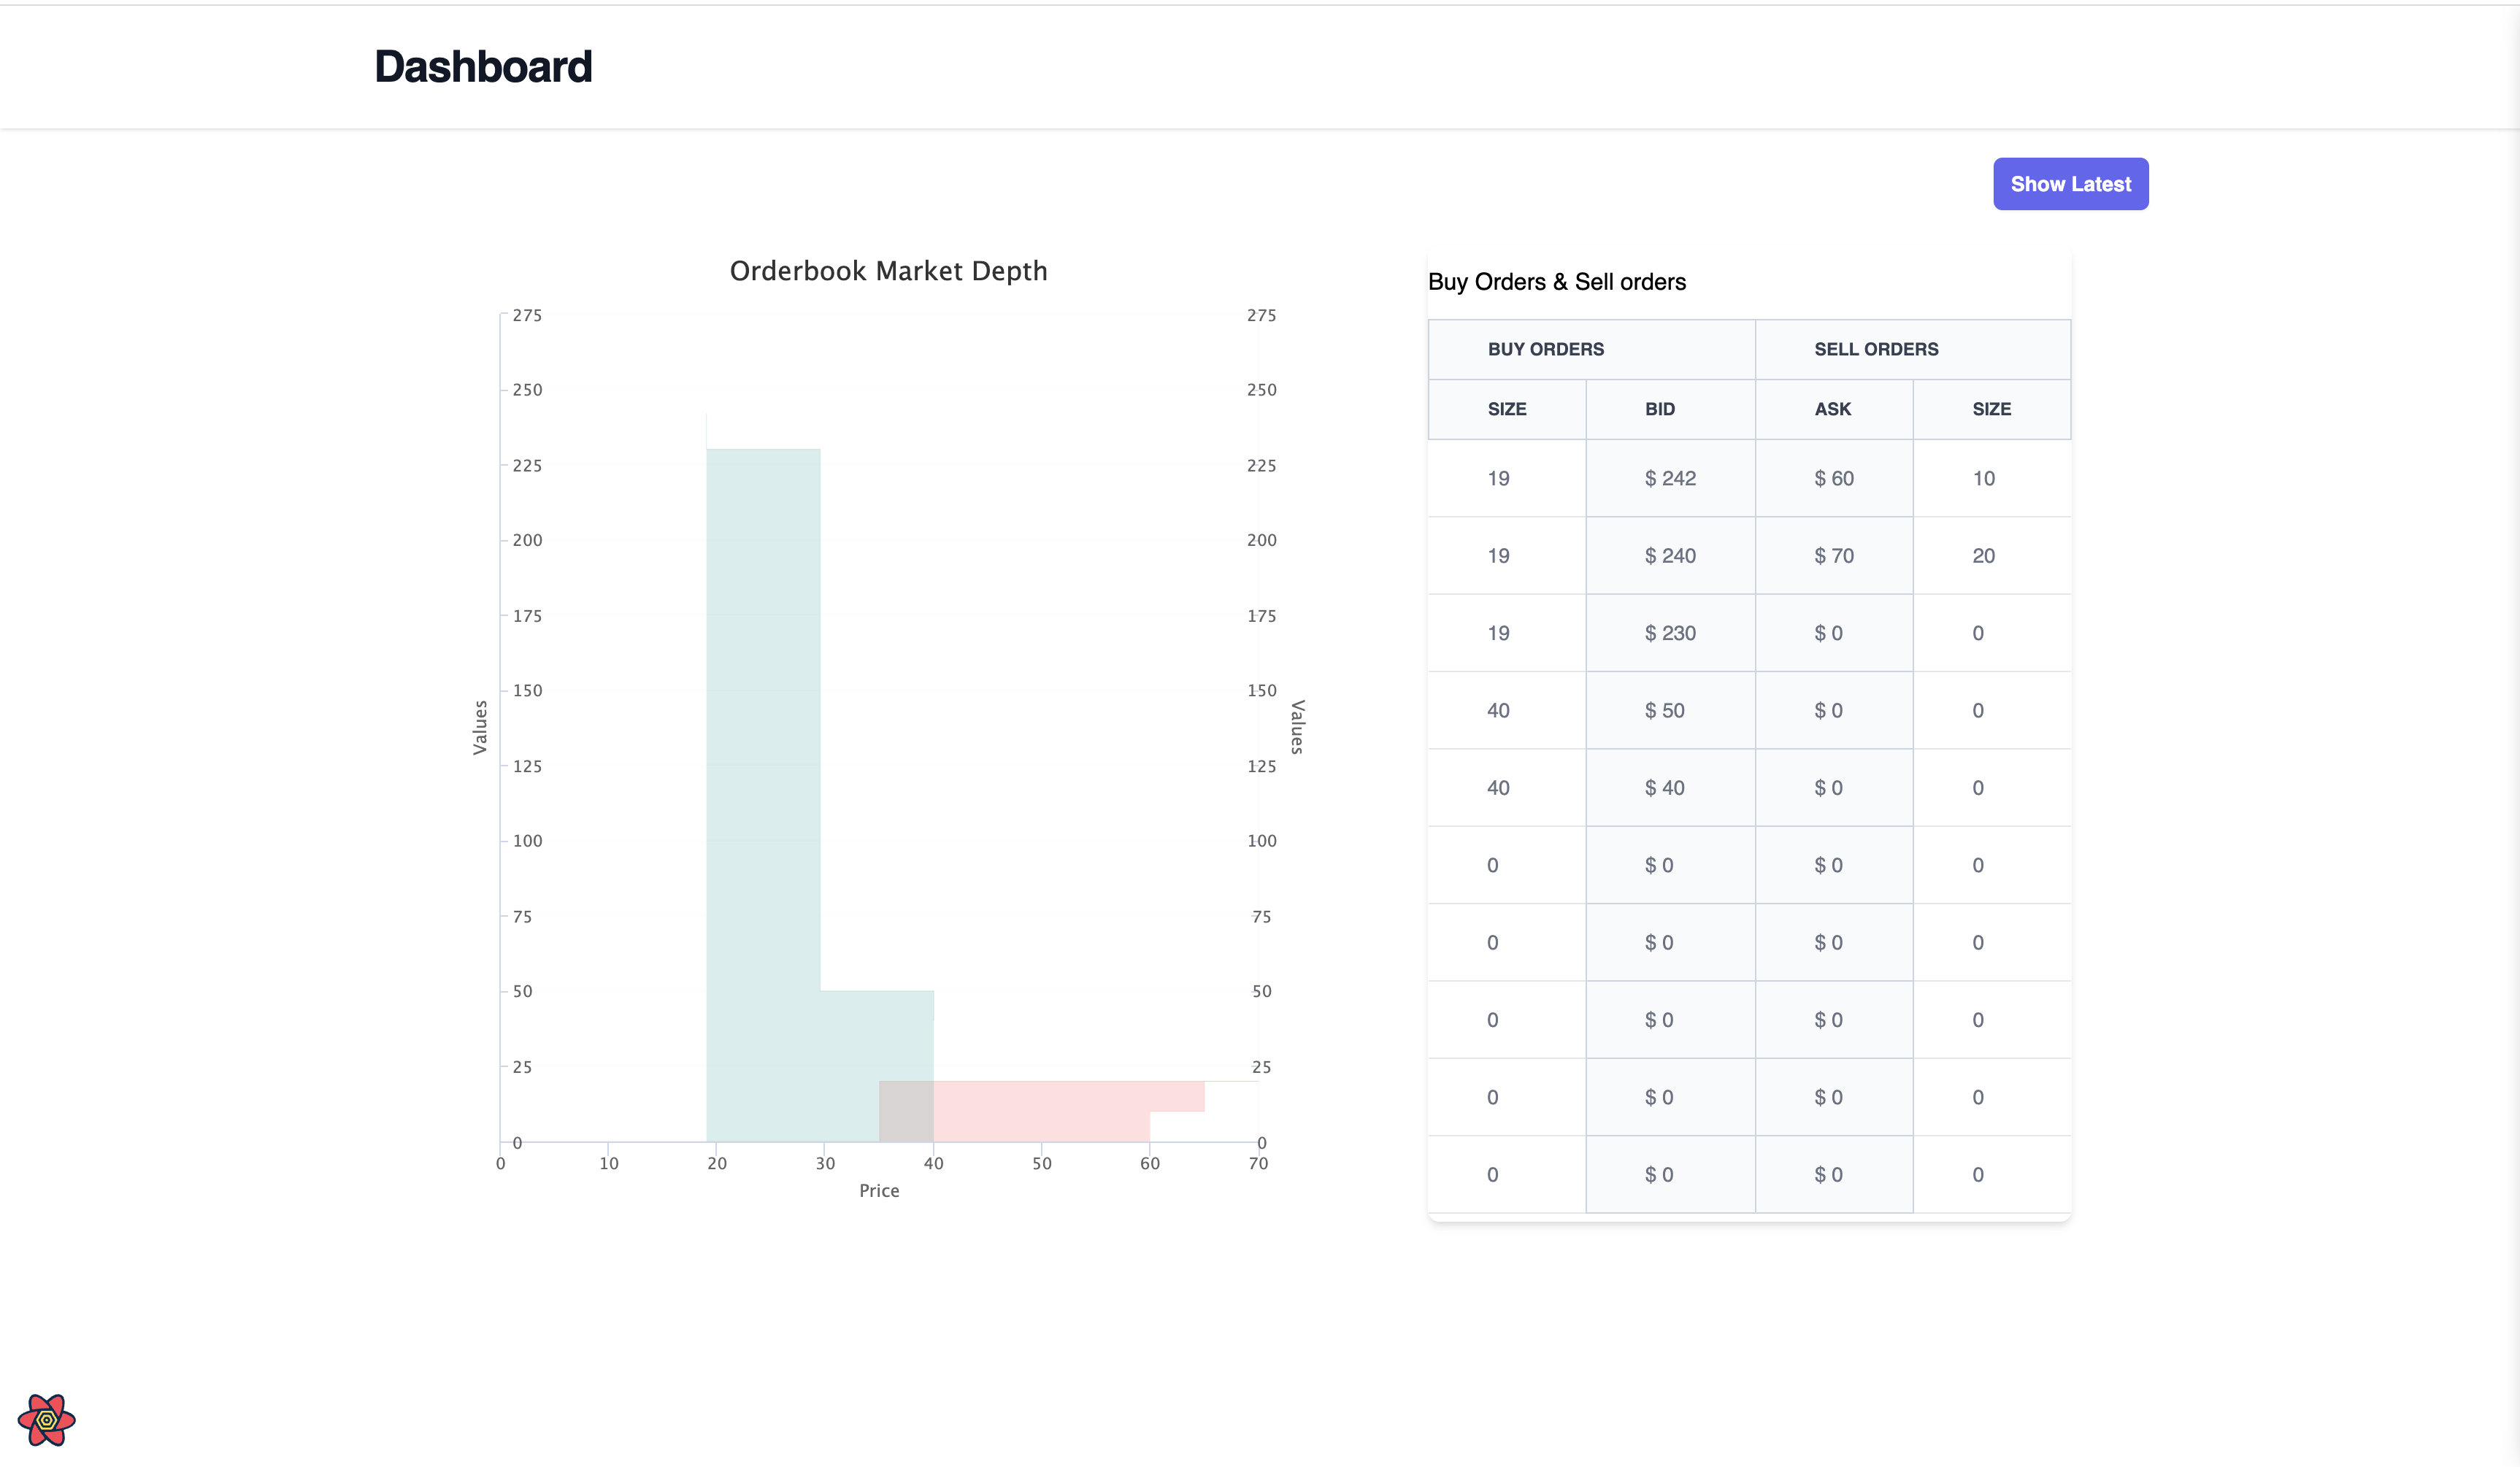 Dashboard
Show Latest
Orderbook Market Depth
275 275
250 250
225 225
200 200
175 175
150 150
125 125
100 100
75 75
50 50
25 25
0 0
0 10 20 30 40 50 60 70
Price
Values
Values
Buy Orders & Sell orders
BUY ORDERS SELL ORDERS
SIZE BID ASK SIZE
19 $ 242 $ 60 10
19 $ 240 $ 70 20
19 $ 230 $ 0 0
40 $ 50 $ 0 0
40 $ 40 $ 0 0
0 $ 0 $ 0 0
0 $ 0 $ 0 0
0 $ 0 $ 0 0
0 $ 0 $ 0 0
0 $ 0 $ 0 0